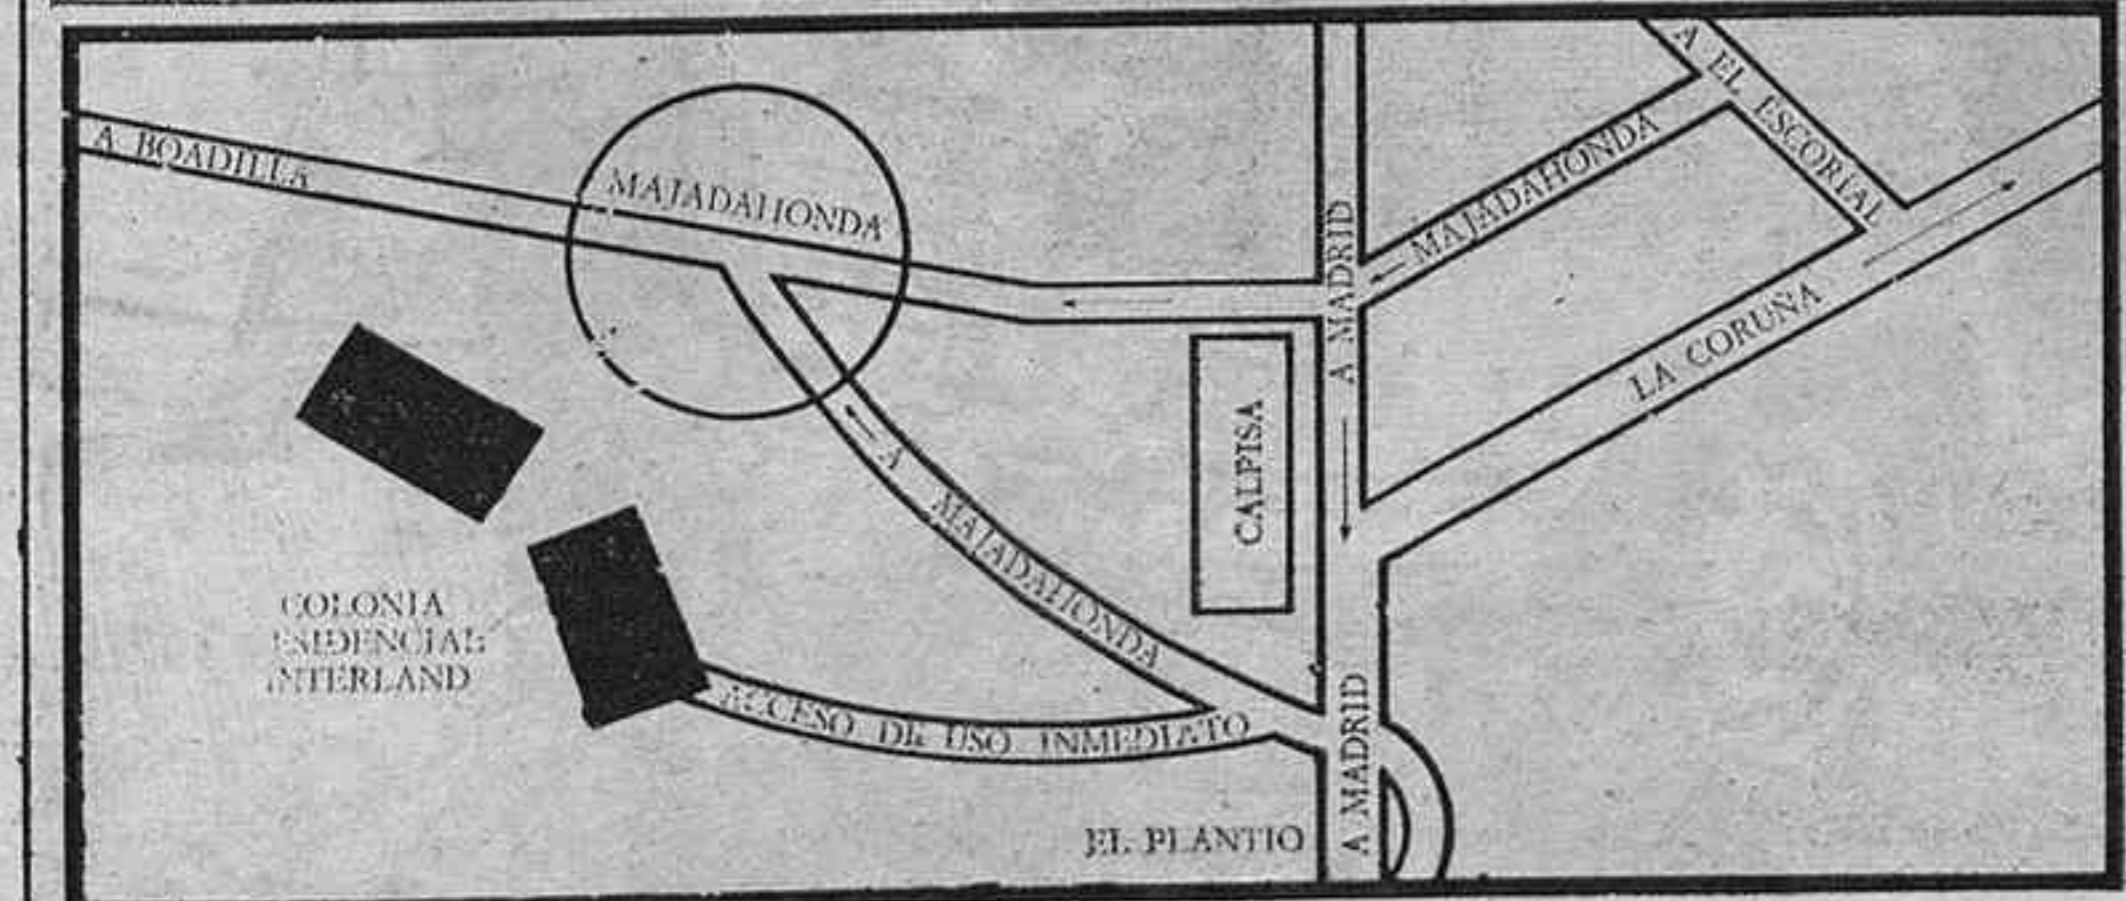 A EL ESCORIAL
A BOADILLA
MAJADAHONDA
MAJADAHONDA
A MADRID
LA CORUÑA
CALPISA
A MAJADAHONDA
COLONIA
ESIDENCIAL
INTERLAND
ACCESO DE USO INMEDIATO
A MADRID
EL PLANTIO